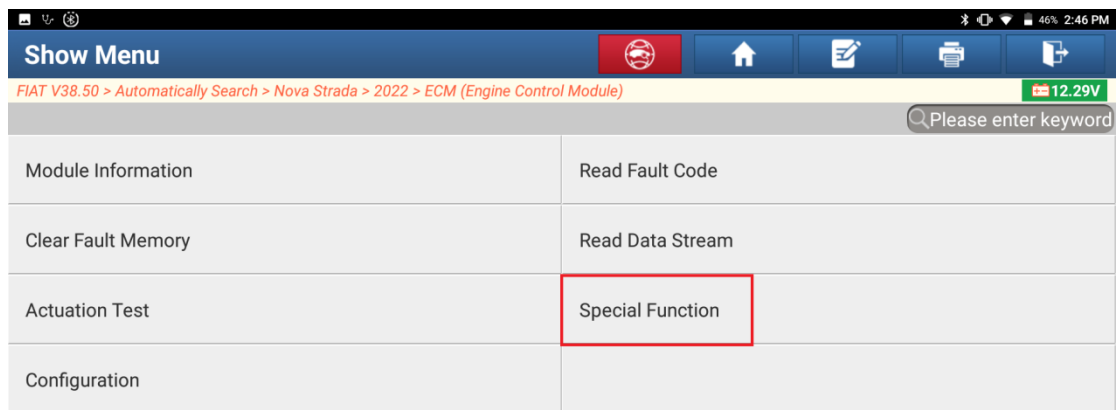 46% 2:46 PM
Show Menu
FIAT V38.50 > Automatically Search > Nova Strada > 2022 > ECM (Engine Control Module)
12.29V
Please enter keyword
Module Information
Read Fault Code
Clear Fault Memory
Read Data Stream
Actuation Test
Special Function
Configuration